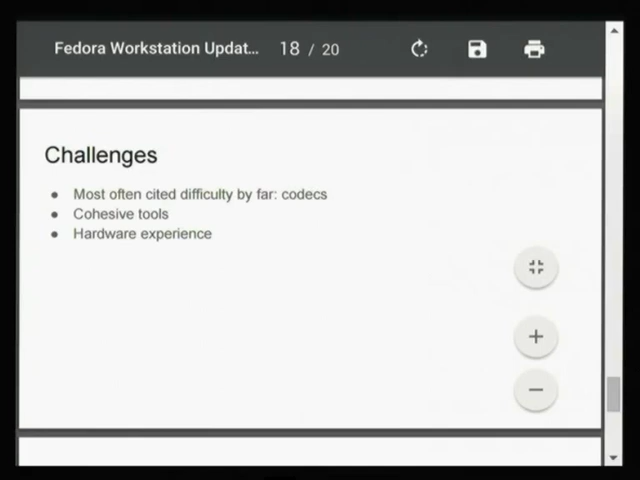 Fedora Workstation Updat... 18 / 20
Challenges
● Most often cited difficulty by far: codecs
● Cohesive tools
● Hardware experience